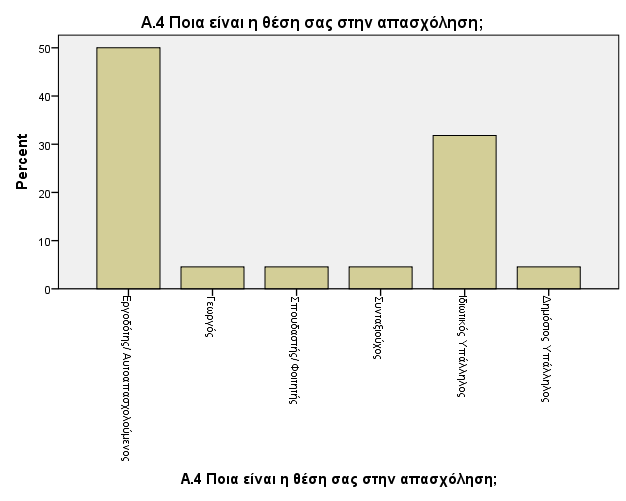 A.4 Ποια είναι η θέση σας στην απασχόληση;
Percent
50
40
30
20
10
0
Εργοδότης/ Αυτοαπασχολούμενος
Γεωργός
Σπουδαστής/ Φοιτητής
Συνταξιούχος
Ιδιωτικός Υπάλληλος
Δημόσιος Υπάλληλος
A.4 Ποια είναι η θέση σας στην απασχόληση;